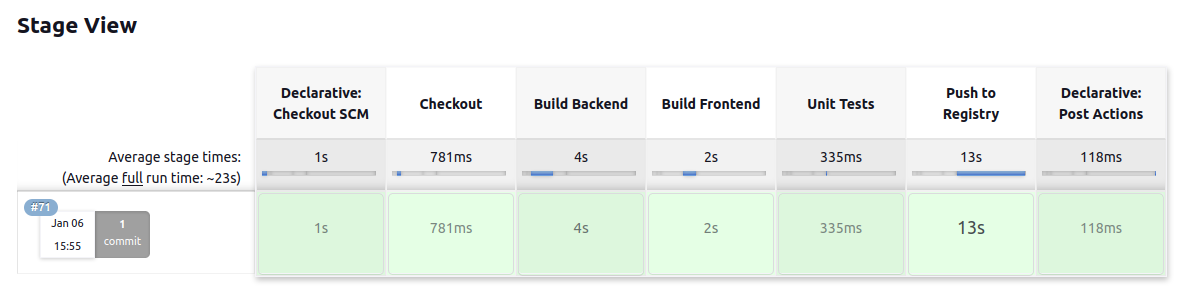 Stage View
Declarative:
Checkout SCM
Checkout
Build Backend
Build Frontend
Unit Tests
Push to
Registry
Declarative:
Post Actions
Average stage times:
(Average full run time: ~23s)
1s
781ms
4s
2s
335ms
13s
118ms
#71
Jan 06
15:55
1
commit
1s
781ms
4s
2s
335ms
13s
118ms